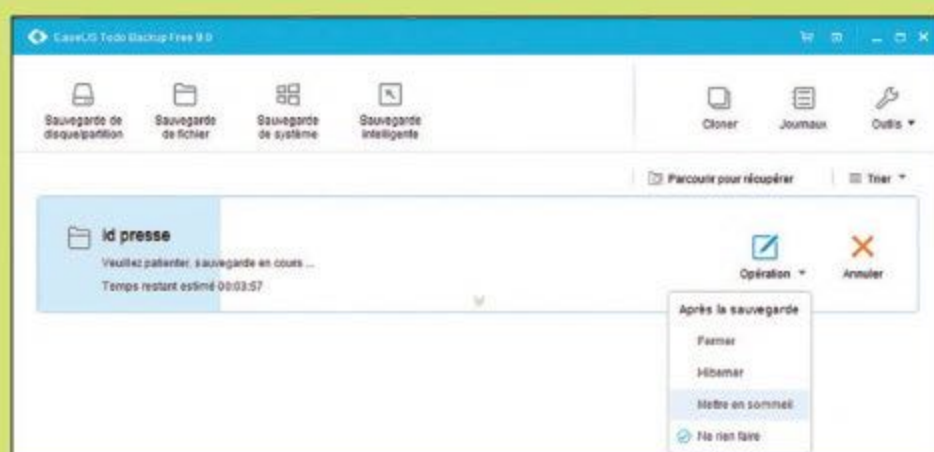 EaseUS Todo Backup Free 9.0
Sauvegarde de
disque/partition
Sauvegarde
de fichier
Sauvegarde
de système
Sauvegarde
intelligente
Cloner
Journaux
Outils
Parcourir pour récupérer
Trier
id presse
Veuillez patienter, sauvegarde en cours ...
Temps restant estimé 00:03:57
Opération
Annuler
Après la sauvegarde
Fermer
Hiberner
Mettre en sommeil
Ne rien faire